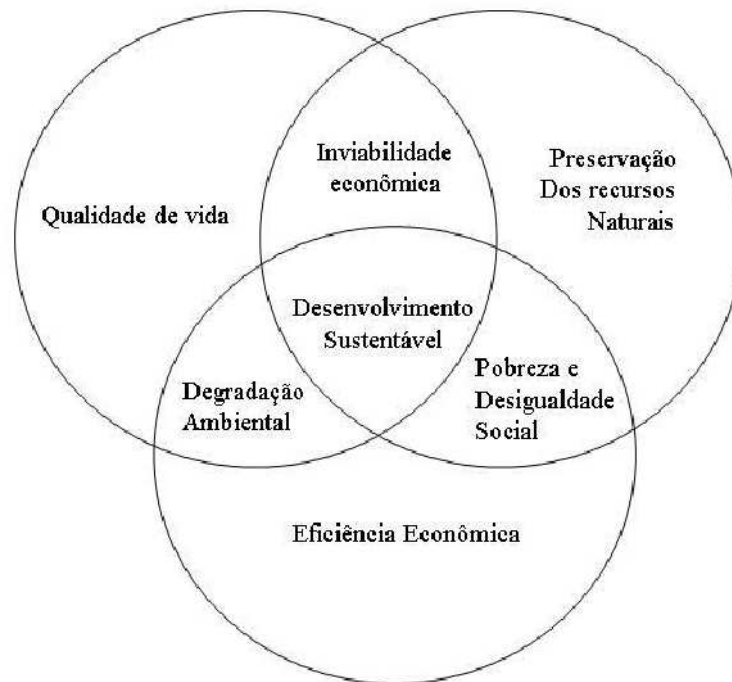 Inviabilidade
econômica
Preservação
Dos recursos
Naturais
Qualidade de vida
Desenvolvimento
Sustentável
Degradação
Ambiental
Pobreza e
Desigualdade
Social
Eficiência Econômica